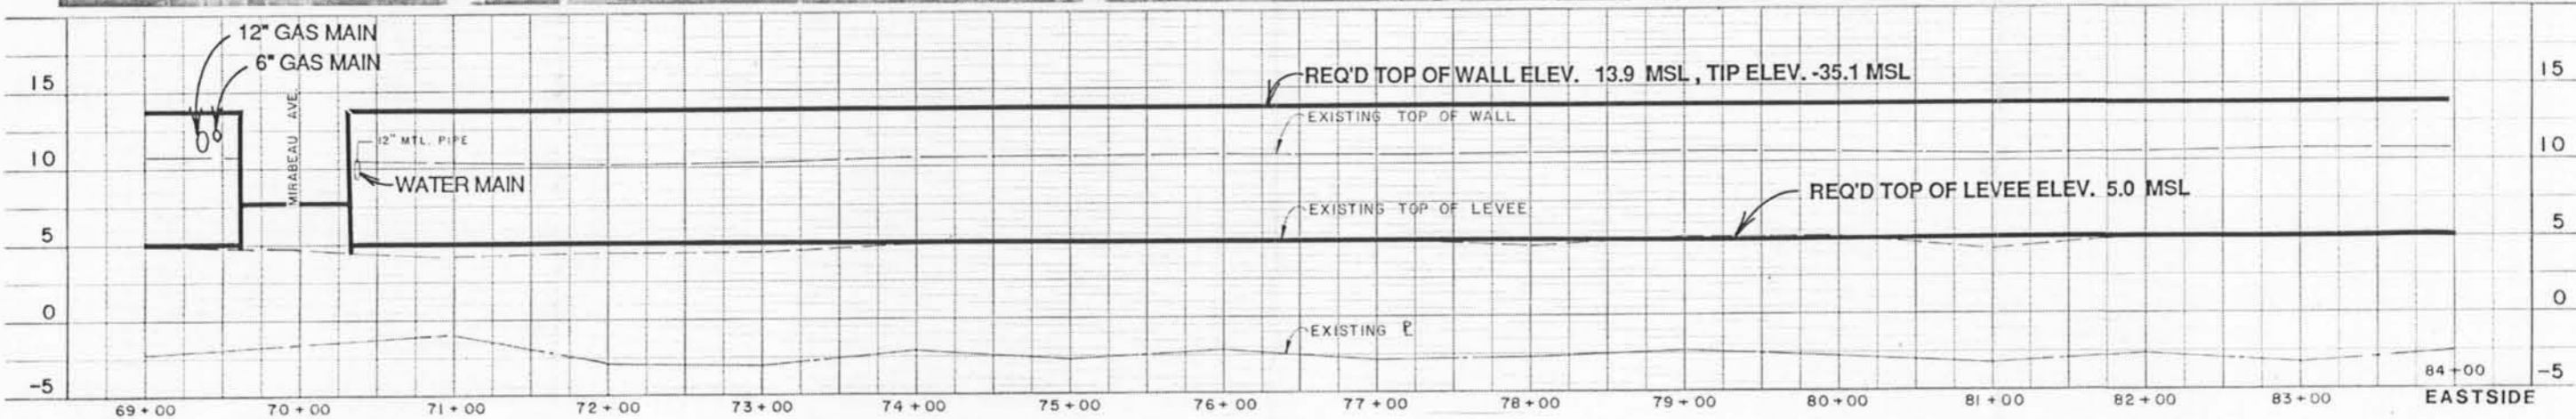 12" GAS MAIN
6" GAS MAIN
MIRABEAU AVE
12" MTL. PIPE
WATER MAIN
REQ'D TOP OF WALL ELEV. 13.9 MSL, TIP ELEV. -35.1 MSL
EXISTING TOP OF WALL
REQ'D TOP OF LEVEE ELEV. 5.0 MSL
EXISTING TOP OF LEVEE
EXISTING ⅊
15
10
5
0
-5
15
10
5
0
-5
69+00
70+00
71+00
72+00
73+00
74+00
75+00
76+00
77+00
78+00
79+00
80+00
81+00
82+00
83+00
84+00
EASTSIDE